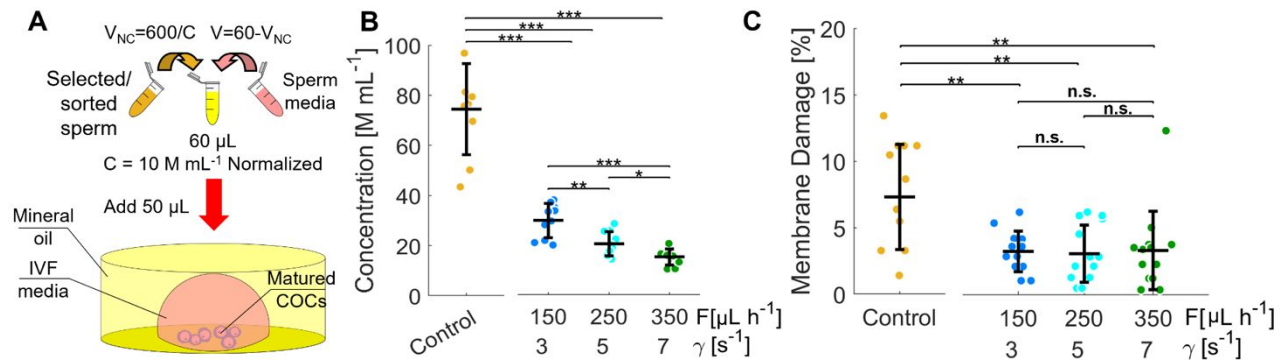 A
V_NC=600/C V=60-V_NC
Selected/
sorted
sperm
Sperm
media
60 µL
C = 10 M mL⁻¹ Normalized
Add 50 µL
Mineral
oil
IVF
media
Matured
COCs
B
***
***
***
***
**
*
Concentration [M mL⁻¹]
100
80
60
40
20
0
Control
150 250 350 F[µL h⁻¹]
3 5 7 γ [s⁻¹]
C
**
**
**
n.s.
n.s.
n.s.
Membrane Damage [%]
20
15
10
5
0
Control
150 250 350 F[µL h⁻¹]
3 5 7 γ [s⁻¹]